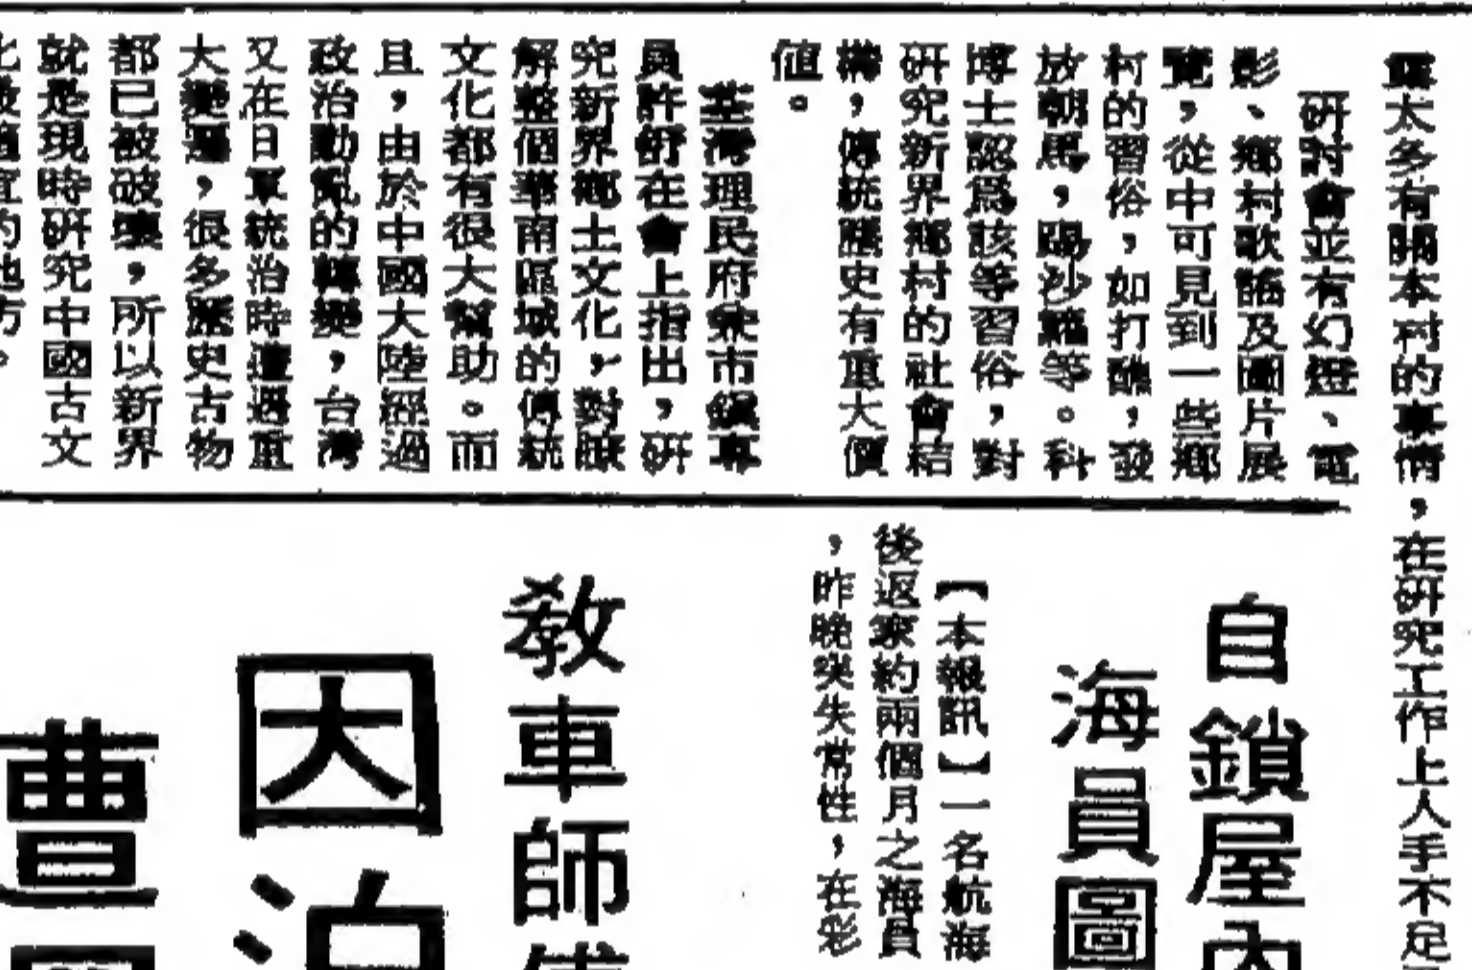 太多有關本村的事情，在研究工作上人手不足
研討會並有幻燈、電
影、鄉村歌謠及圖片展
覽，從中可見到一些鄉
村的習俗，如打醮，發
放朝馬，踢沙羅等。科
博士認爲該等習俗，對
研究新界鄉村的社會結
構，傳統歷史有重大價
值。
荃灣理民府兼市鎮專
員許舒在會上指出，研
究新界鄉土文化，對瞭
解整個華南區域的傳統
文化都有很大幫助。而
且，由於中國大陸經過
政治動亂的轉變，台灣
又在日軍統治時遭遇重
大變遷，很多歷史古物
都已被破壞，所以新界
就是現時研究中國古文
的地方。
自鎖屋內
海員圖
【本報訊】一名航海
後返家約兩個月之海員
，昨晚突失常性，在彩
教車師傅
因泊
曹